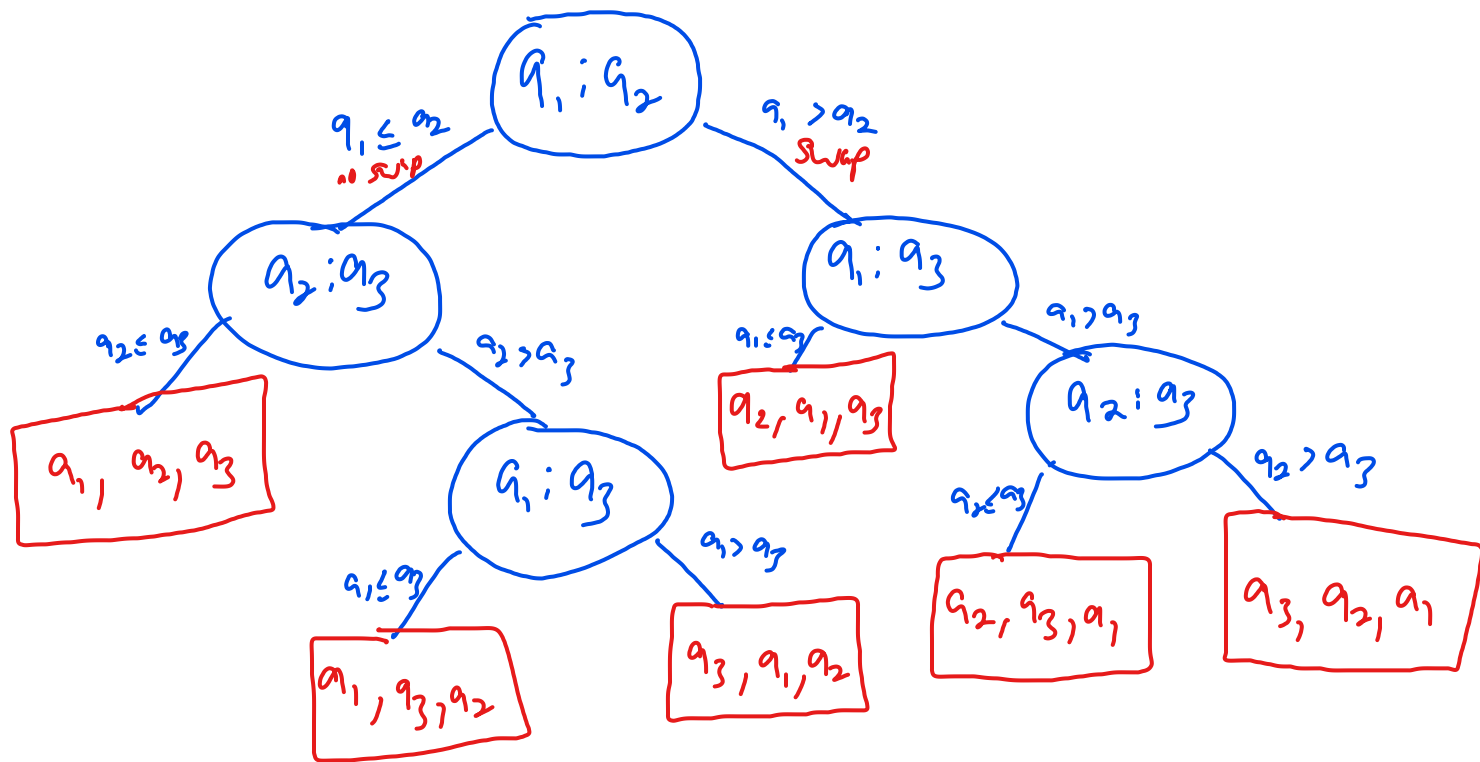 a₁ : a₂
a₁ ≤ a₂
no swap
a₁ > a₂
swap
a₂ : a₃
a₁ : a₃
a₂ ≤ a₃
a₂ > a₃
a₁ ≤ a₃
a₁ > a₃
a₁, a₂, a₃
a₁ : a₃
a₂, a₁, a₃
a₂ : a₃
a₁ ≤ a₃
a₁ > a₃
a₂ ≤ a₃
a₂ > a₃
a₁, a₃, a₂
a₃, a₁, a₂
a₂, a₃, a₁
a₃, a₂, a₁